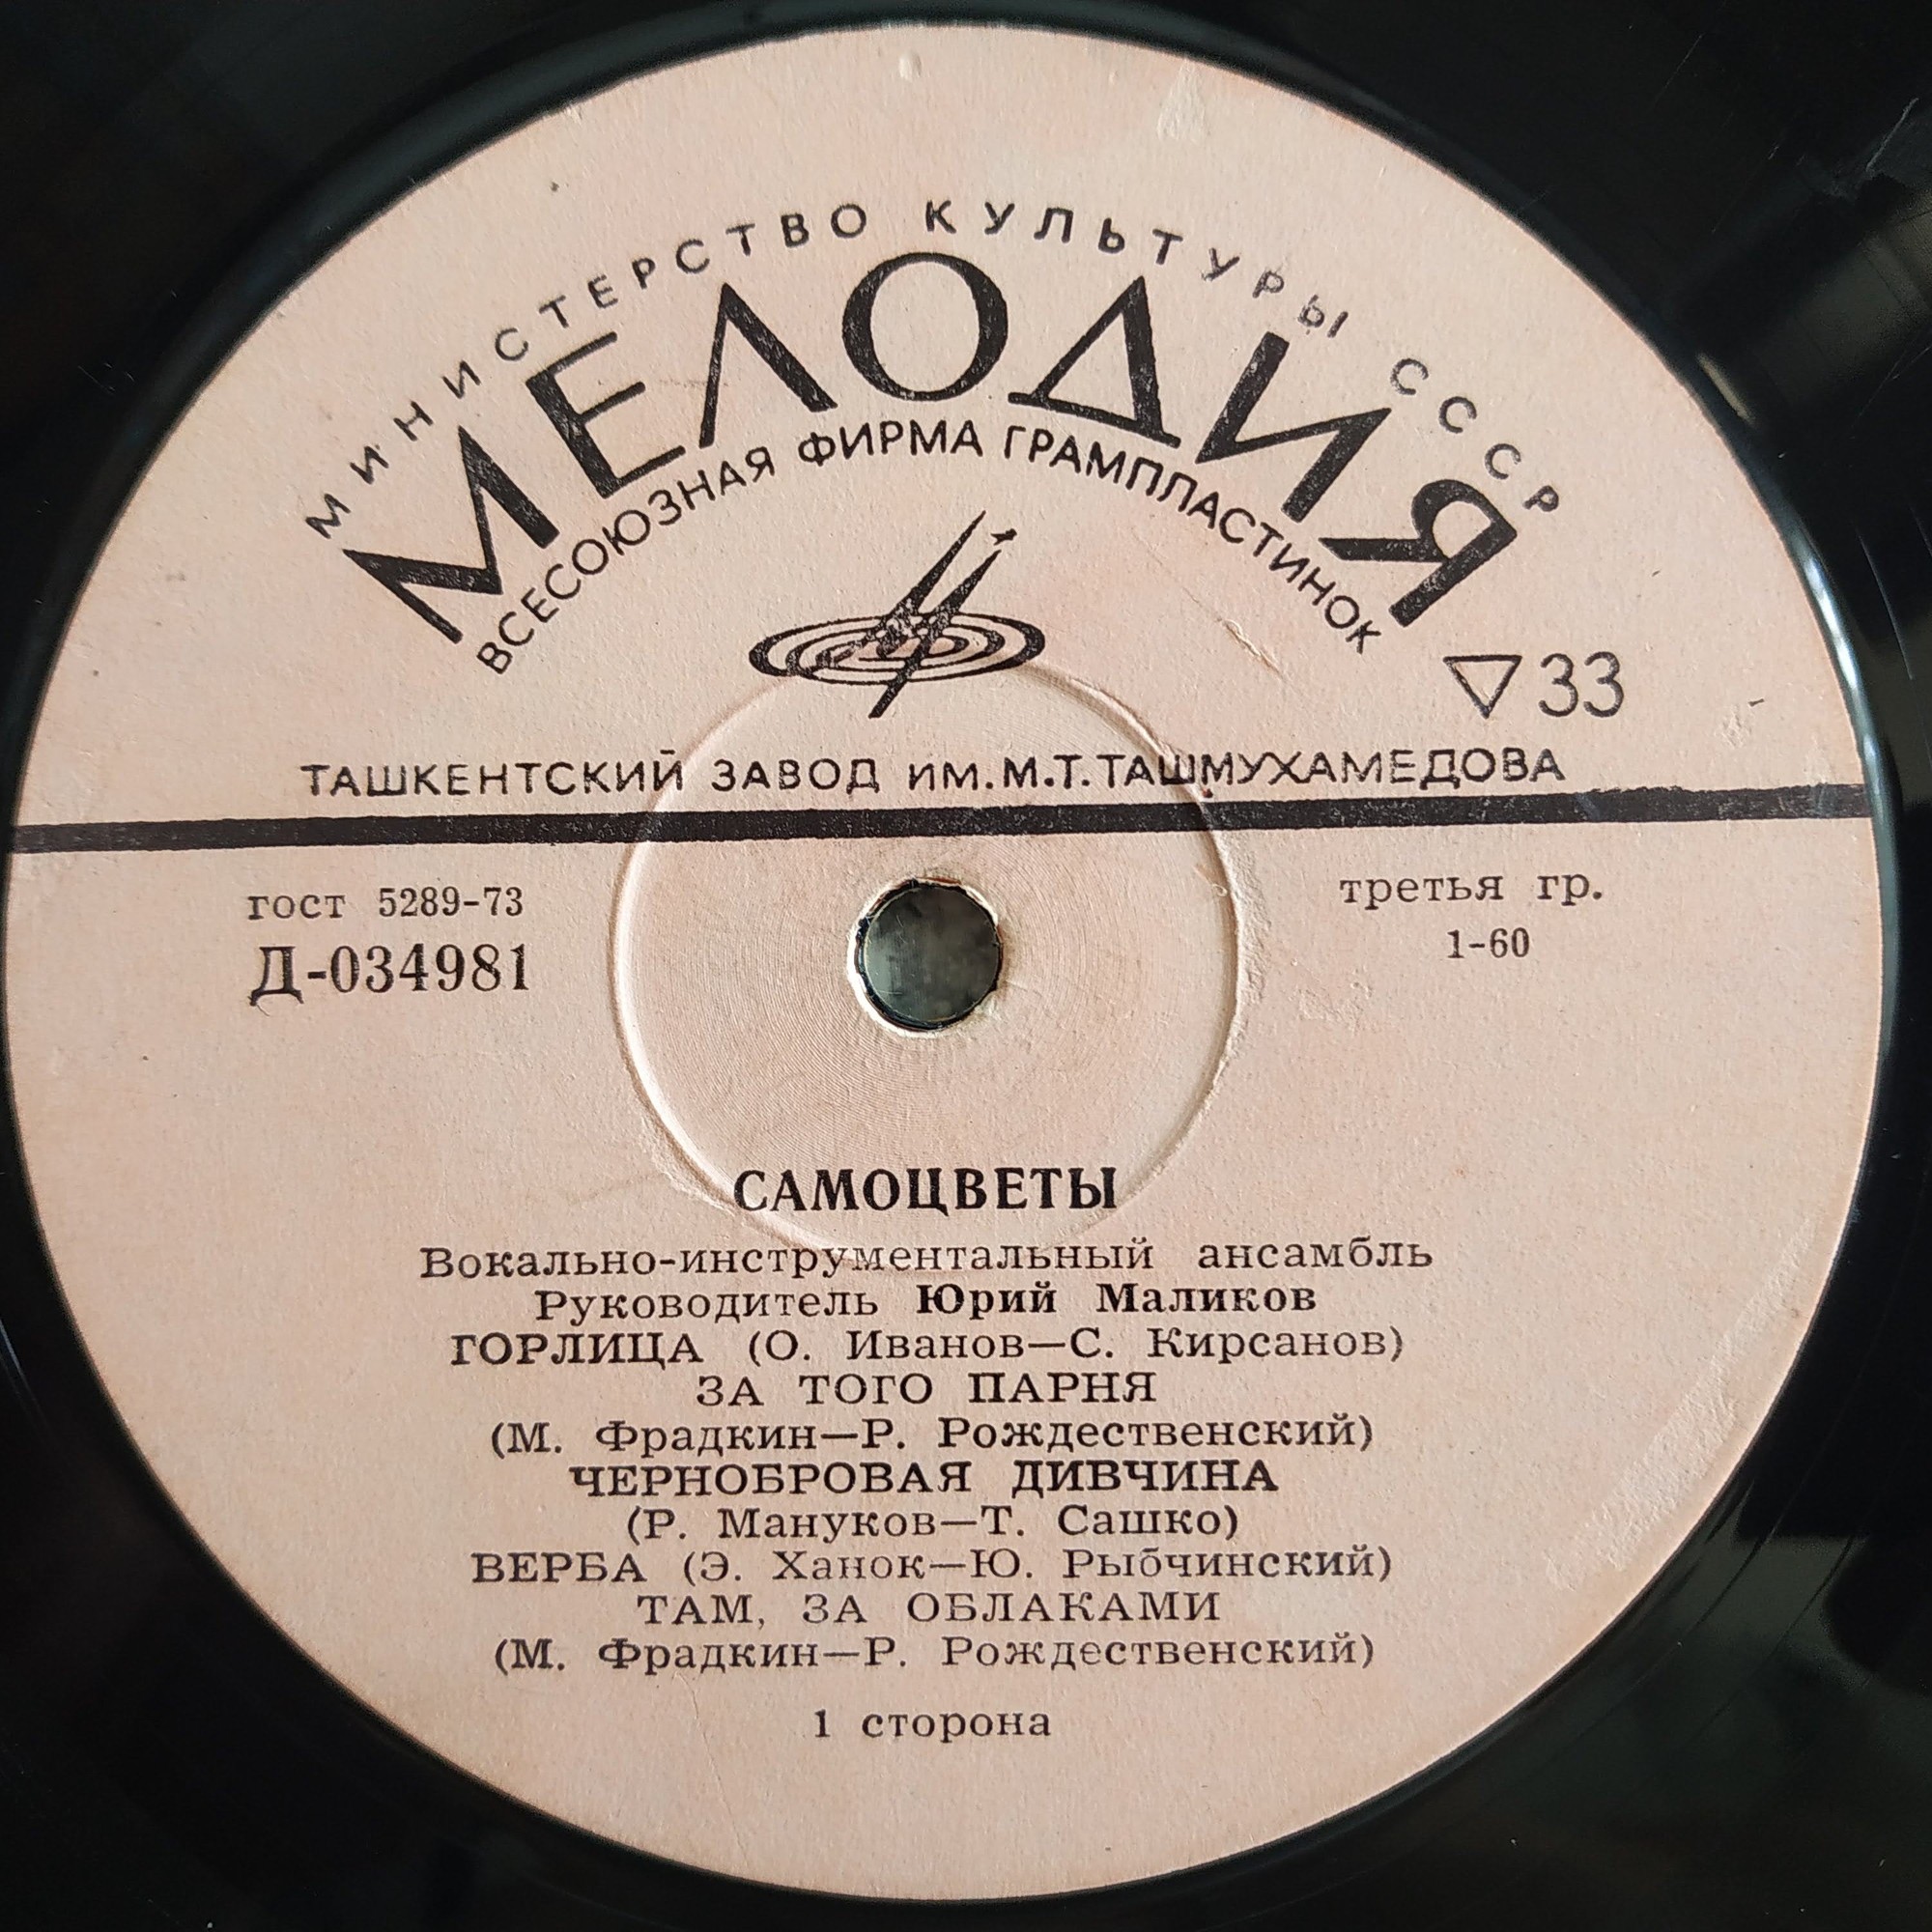 МИНИСТЕРСТВО КУЛЬТУРЫ СССР
МЕЛОДИЯ
ВСЕСОЮЗНАЯ ФИРМА ГРАМПЛАСТИНОК
▽33
ТАШКЕНТСКИЙ ЗАВОД ИМ.М.Т.ТАШМУХАМЕДОВА
гост 5289-73
третья гр.
Д-034981
1-60
САМОЦВЕТЫ
Вокально-инструментальный ансамбль
Руководитель Юрий Маликов
ГОРЛИЦА (О. Иванов—С. Кирсанов)
ЗА ТОГО ПАРНЯ
(М. Фрадкин—Р. Рождественский)
ЧЕРНОБРОВАЯ ДИВЧИНА
(Р. Мануков—Т. Сашко)
ВЕРБА (Э. Ханок—Ю. Рыбчинский)
ТАМ, ЗА ОБЛАКАМИ
(М. Фрадкин—Р. Рождественский)
1 сторона